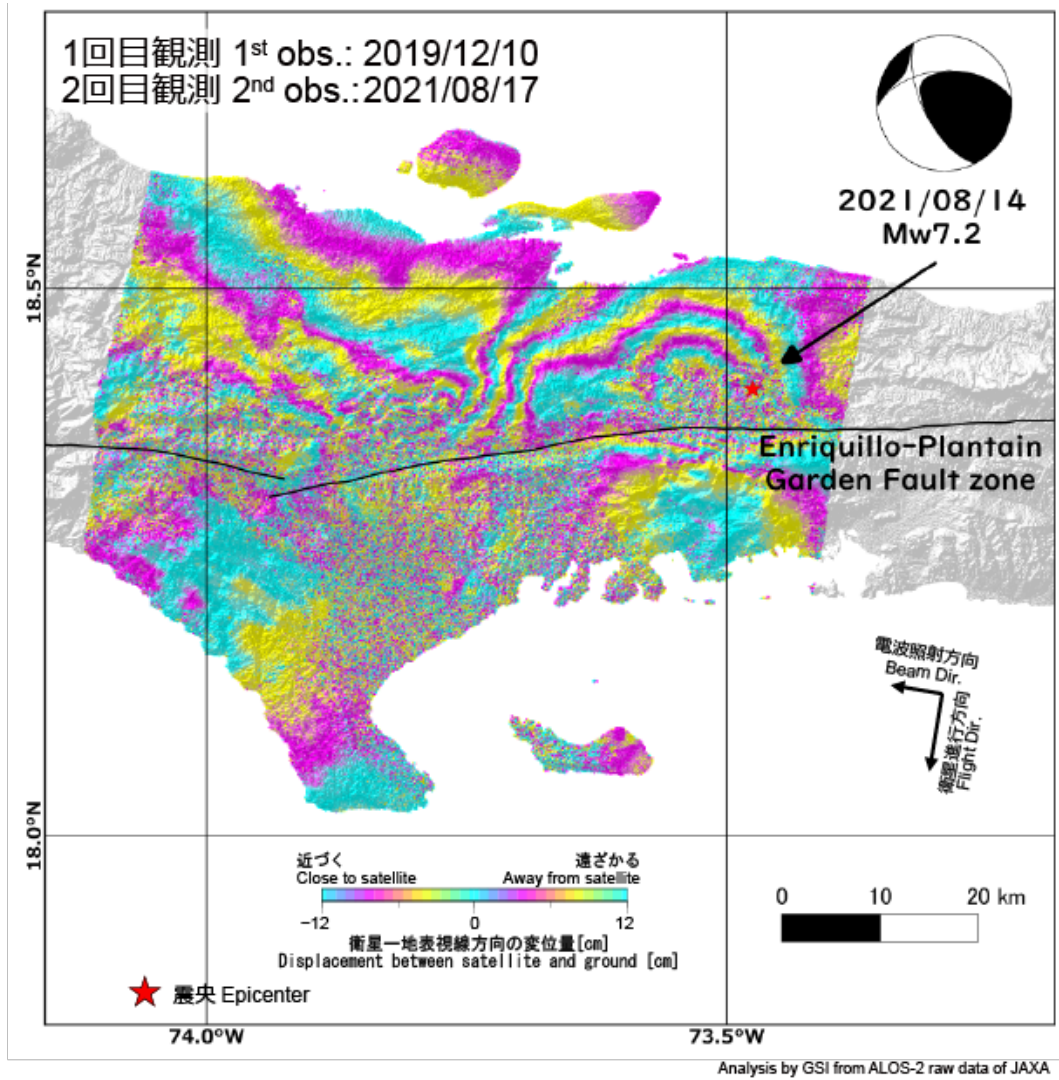 1回目観測 1st obs.: 2019/12/10
2回目観測 2nd obs.:2021/08/17
2021/08/14
Mw7.2
18.5°N
Enriquillo-Plantain
Garden Fault zone
電波照射方向
Beam Dir.
衛星進行方向
Flight Dir.
18.0°N
近づく
遠ざかる
Close to satellite
Away from satellite
−12
0
12
衛星−地表視線方向の変位量[cm]
Displacement between satellite and ground [cm]
0
10
20 km
震央 Epicenter
74.0°W
73.5°W
Analysis by GSI from ALOS-2 raw data of JAXA